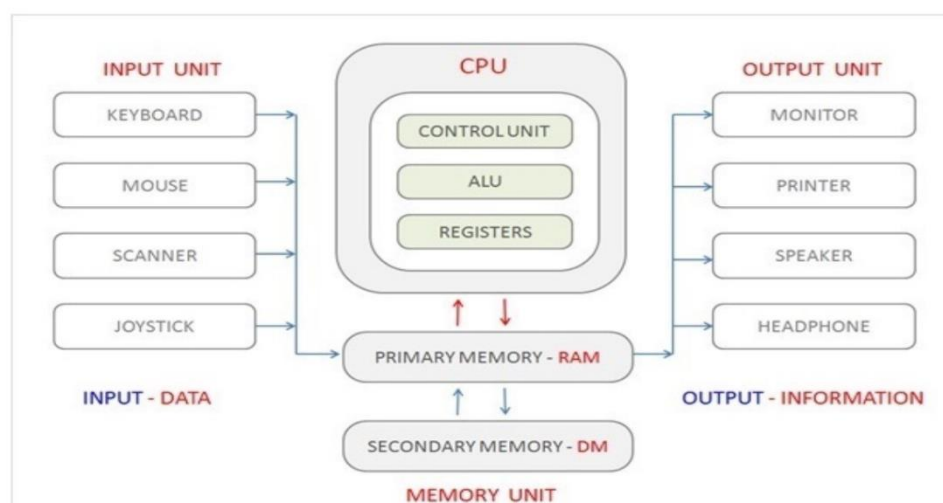 INPUT UNIT
KEYBOARD
MOUSE
SCANNER
JOYSTICK
INPUT - DATA
CPU
CONTROL UNIT
ALU
REGISTERS
PRIMARY MEMORY - RAM
SECONDARY MEMORY - DM
MEMORY UNIT
OUTPUT UNIT
MONITOR
PRINTER
SPEAKER
HEADPHONE
OUTPUT - INFORMATION